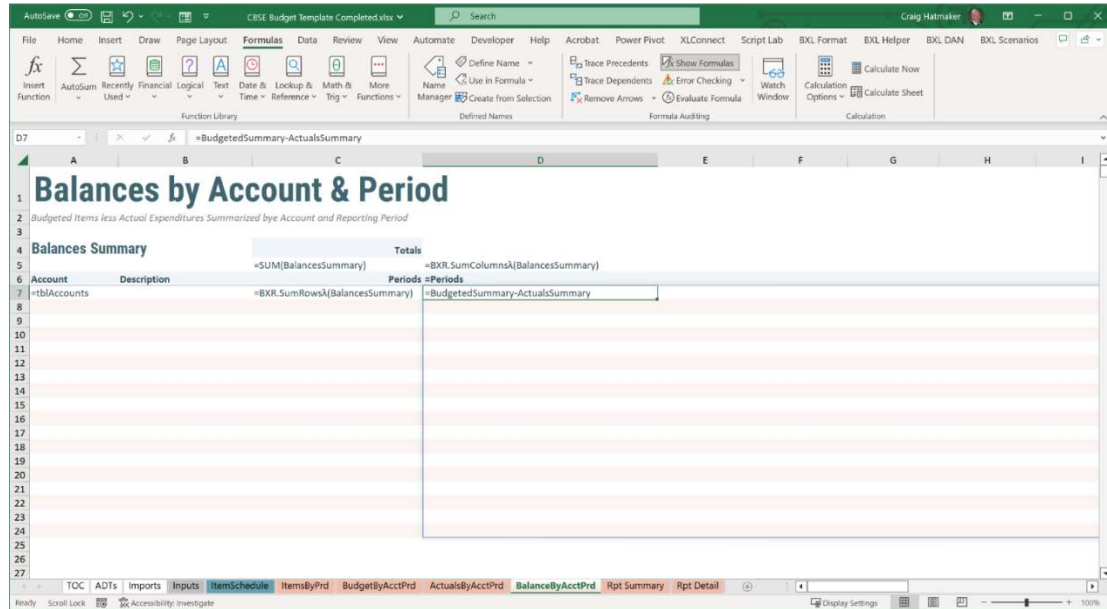 AutoSave Off CBSE Budget Template Completed.xlsx Search Craig Hatmaker
File Home Insert Draw Page Layout Formulas Data Review View Automate Developer Help Acrobat Power Pivot XLConnect Script Lab BXL Format BXL Helper BXL DAN BXL Scenarios
Insert Function AutoSum Recently Used Financial Logical Text Date & Time Lookup & Reference Math & Trig More Functions Name Manager Define Name Use in Formula Create from Selection Trace Precedents Trace Dependents Remove Arrows Show Formulas Error Checking Evaluate Formula Watch Window Calculation Options Calculate Now Calculate Sheet
Function Library Defined Names Formula Auditing Calculation
D7 fx =BudgetedSummary-ActualsSummary
A B C D E F G H I
1 Balances by Account & Period
2 Budgeted Items less Actual Expenditures Summarized bye Account and Reporting Period
3
4 Balances Summary Totals
5 =SUM(BalancesSummary) =BXR.SumColumnsλ(BalancesSummary)
6 Account Description Periods =Periods
7 =tblAccounts =BXR.SumRowsλ(BalancesSummary) =BudgetedSummary-ActualsSummary
8
9
10
11
12
13
14
15
16
17
18
19
20
21
22
23
24
25
26
27
TOC ADTs Imports Inputs ItemSchedule ItemsByPrd BudgetByAcctPrd ActualsByAcctPrd BalanceByAcctPrd Rpt Summary Rpt Detail
Ready Scroll Lock Accessibility: Investigate Display Settings 100%